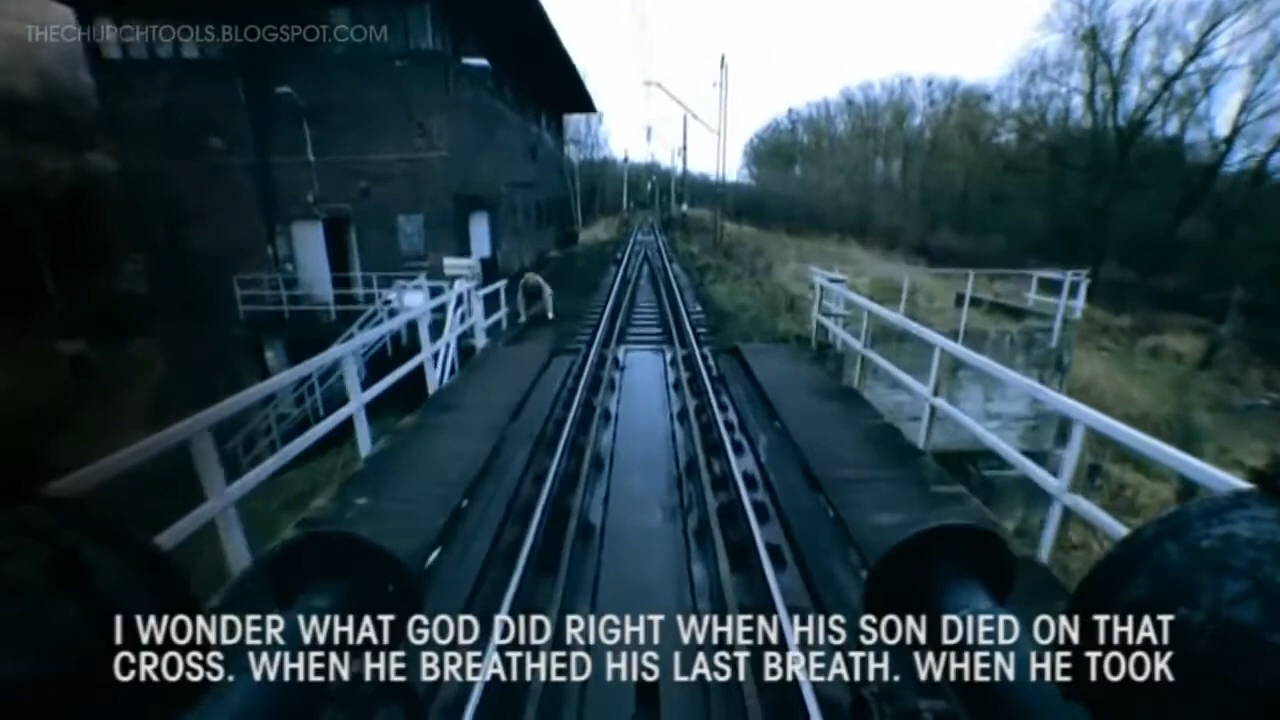 THECHURCHTOOLS.BLOGSPOT.COM
I WONDER WHAT GOD DID RIGHT WHEN HIS SON DIED ON THAT
CROSS. WHEN HE BREATHED HIS LAST BREATH. WHEN HE TOOK